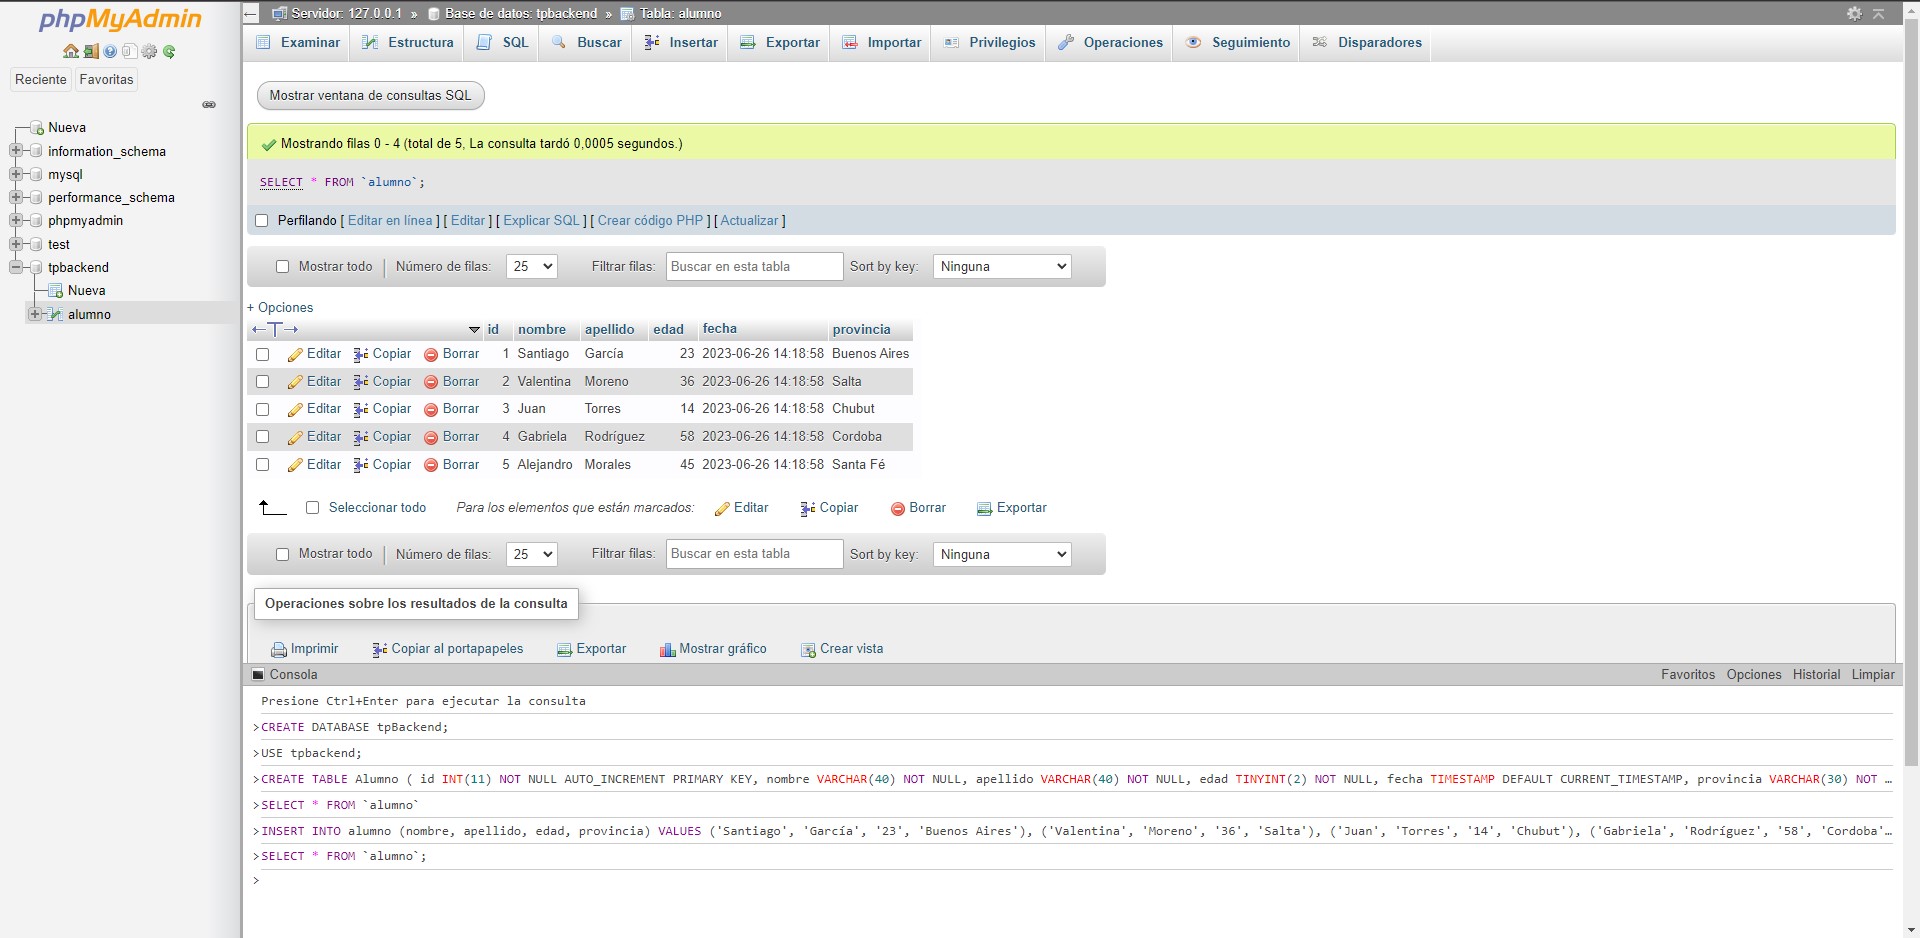 phpMyAdmin
Reciente Favoritas
Nueva
information_schema
mysql
performance_schema
phpmyadmin
test
tpbackend
Nueva
alumno
Servidor: 127.0.0.1 » Base de datos: tpbackend » Tabla: alumno
Examinar Estructura SQL Buscar Insertar Exportar Importar Privilegios Operaciones Seguimiento Disparadores
Mostrar ventana de consultas SQL
Mostrando filas 0 - 4 (total de 5, La consulta tardó 0,0005 segundos.)
SELECT * FROM `alumno`;
Perfilando [ Editar en línea ] [ Editar ] [ Explicar SQL ] [ Crear código PHP ] [ Actualizar ]
Mostrar todo | Número de filas: 25 Filtrar filas: Buscar en esta tabla Sort by key: Ninguna
+ Opciones
←T→ id nombre apellido edad fecha provincia
Editar Copiar Borrar 1 Santiago García 23 2023-06-26 14:18:58 Buenos Aires
Editar Copiar Borrar 2 Valentina Moreno 36 2023-06-26 14:18:58 Salta
Editar Copiar Borrar 3 Juan Torres 14 2023-06-26 14:18:58 Chubut
Editar Copiar Borrar 4 Gabriela Rodríguez 58 2023-06-26 14:18:58 Cordoba
Editar Copiar Borrar 5 Alejandro Morales 45 2023-06-26 14:18:58 Santa Fé
Seleccionar todo Para los elementos que están marcados: Editar Copiar Borrar Exportar
Mostrar todo | Número de filas: 25 Filtrar filas: Buscar en esta tabla Sort by key: Ninguna
Operaciones sobre los resultados de la consulta
Imprimir Copiar al portapapeles Exportar Mostrar gráfico Crear vista
Consola Favoritos Opciones Historial Limpiar
Presione Ctrl+Enter para ejecutar la consulta
>CREATE DATABASE tpBackend;
>USE tpbackend;
>CREATE TABLE Alumno ( id INT(11) NOT NULL AUTO_INCREMENT PRIMARY KEY, nombre VARCHAR(40) NOT NULL, apellido VARCHAR(40) NOT NULL, edad TINYINT(2) NOT NULL, fecha TIMESTAMP DEFAULT CURRENT_TIMESTAMP, provincia VARCHAR(30) NOT …
>SELECT * FROM `alumno`
>INSERT INTO alumno (nombre, apellido, edad, provincia) VALUES ('Santiago', 'García', '23', 'Buenos Aires'), ('Valentina', 'Moreno', '36', 'Salta'), ('Juan', 'Torres', '14', 'Chubut'), ('Gabriela', 'Rodríguez', '58', 'Cordoba'…
>SELECT * FROM `alumno`;
>